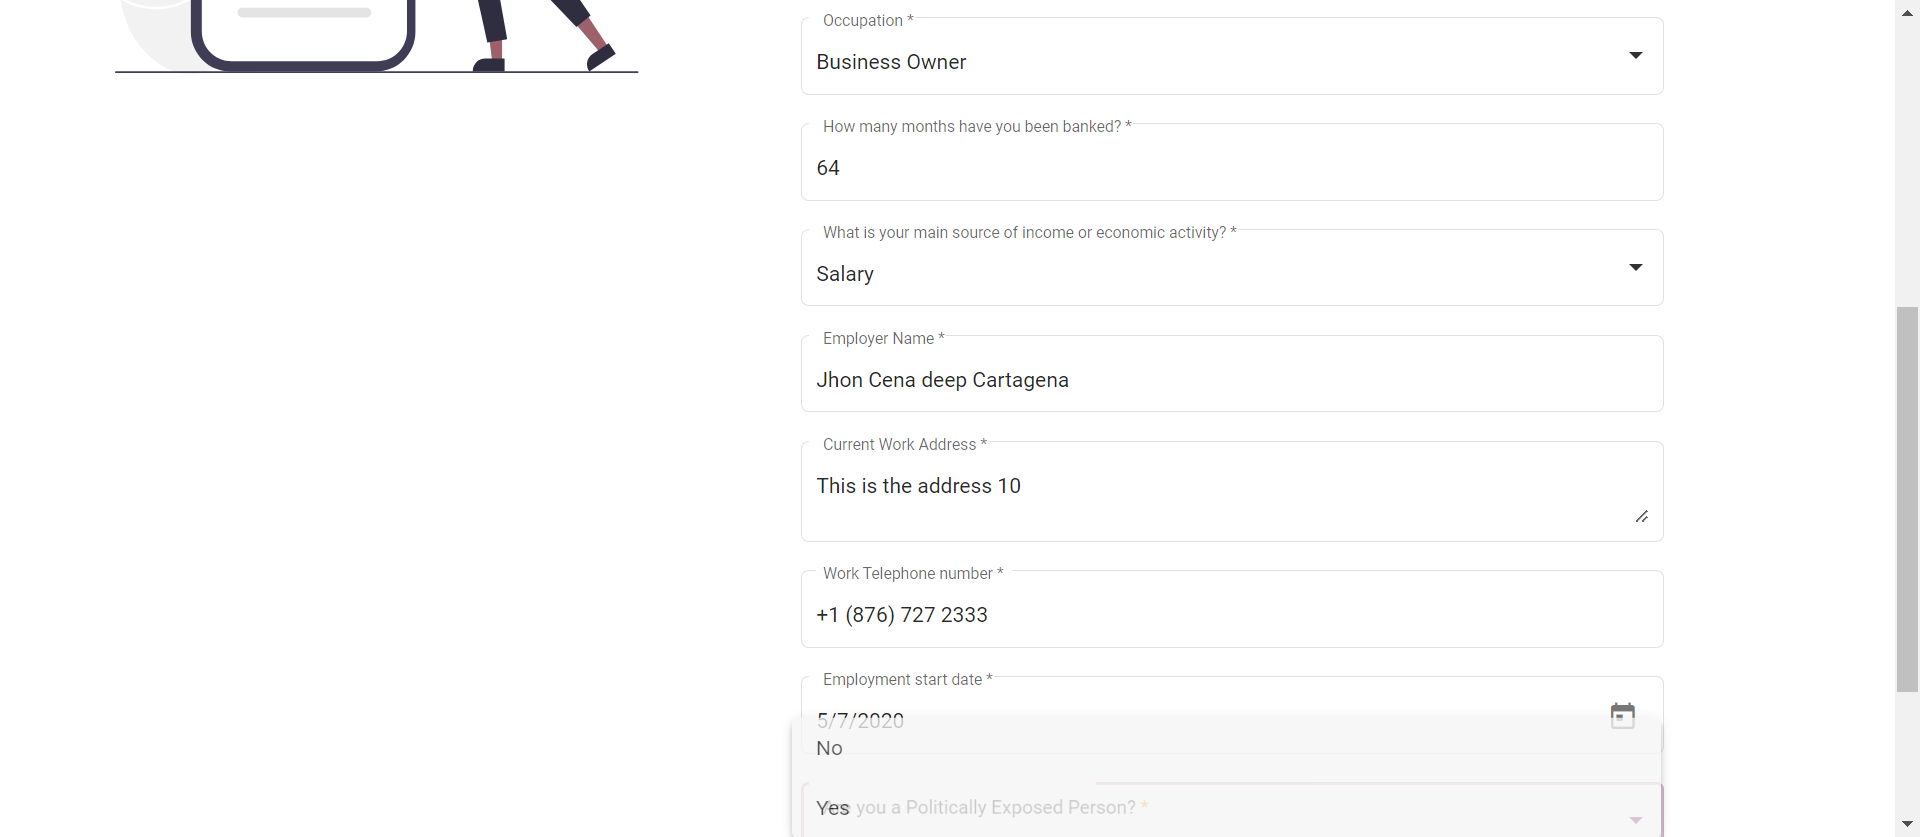 Occupation *
Business Owner
How many months have you been banked? *
64
What is your main source of income or economic activity? *
Salary
Employer Name *
Jhon Cena deep Cartagena
Current Work Address *
This is the address 10
Work Telephone number *
+1 (876) 727 2333
Employment start date *
5/7/2020
No
Are you a Politically Exposed Person? *
Yes